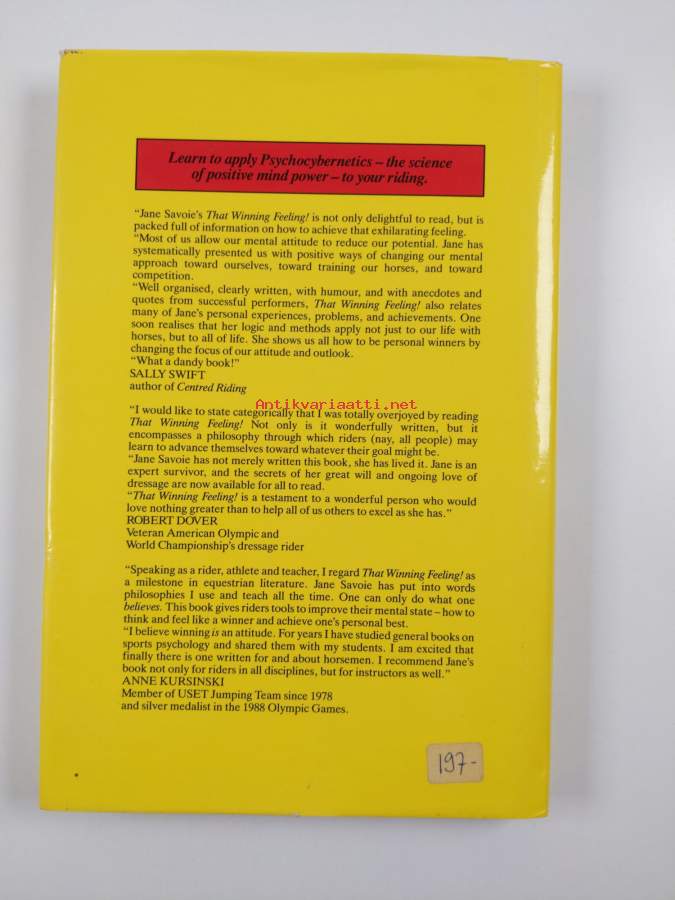 Learn to apply Psychocybernetics – the science
of positive mind power – to your riding.
“Jane Savoie's That Winning Feeling! is not only delightful to read, but is
packed full of information on how to achieve that exhilarating feeling.
“Most of us allow our mental attitude to reduce our potential. Jane has
systematically presented us with positive ways of changing our mental
approach toward ourselves, toward training our horses, and toward
competition.
“Well organised, clearly written, with humour, and with anecdotes and
quotes from successful performers, That Winning Feeling! also relates
many of Jane's personal experiences, problems, and achievements. One
soon realises that her logic and methods apply not just to our life with
horses, but to all of life. She shows us all how to be personal winners by
changing the focus of our attitude and outlook.
“What a dandy book!”
SALLY SWIFT
author of Centred Riding
Antikvariaatti.net
“I would like to state categorically that I was totally overjoyed by reading
That Winning Feeling! Not only is it wonderfully written, but it
encompasses a philosophy through which riders (nay, all people) may
learn to advance themselves toward whatever their goal might be.
“Jane Savoie has not merely written this book, she has lived it. Jane is an
expert survivor, and the secrets of her great will and ongoing love of
dressage are now available for all to read.
“That Winning Feeling! is a testament to a wonderful person who would
love nothing greater than to help all of us others to excel as she has.”
ROBERT DOVER
Veteran American Olympic and
World Championship's dressage rider
“Speaking as a rider, athlete and teacher, I regard That Winning Feeling! as
a milestone in equestrian literature. Jane Savoie has put into words
philosophies I use and teach all the time. One can only do what one
believes. This book gives riders tools to improve their mental state – how to
think and feel like a winner and achieve one's personal best.
“I believe winning is an attitude. For years I have studied general books on
sports psychology and shared them with my students. I am excited that
finally there is one written for and about horsemen. I recommend Jane's
book not only for riders in all disciplines, but for instructors as well.”
ANNE KURSINSKI
Member of USET Jumping Team since 1978
and silver medalist in the 1988 Olympic Games.
197-